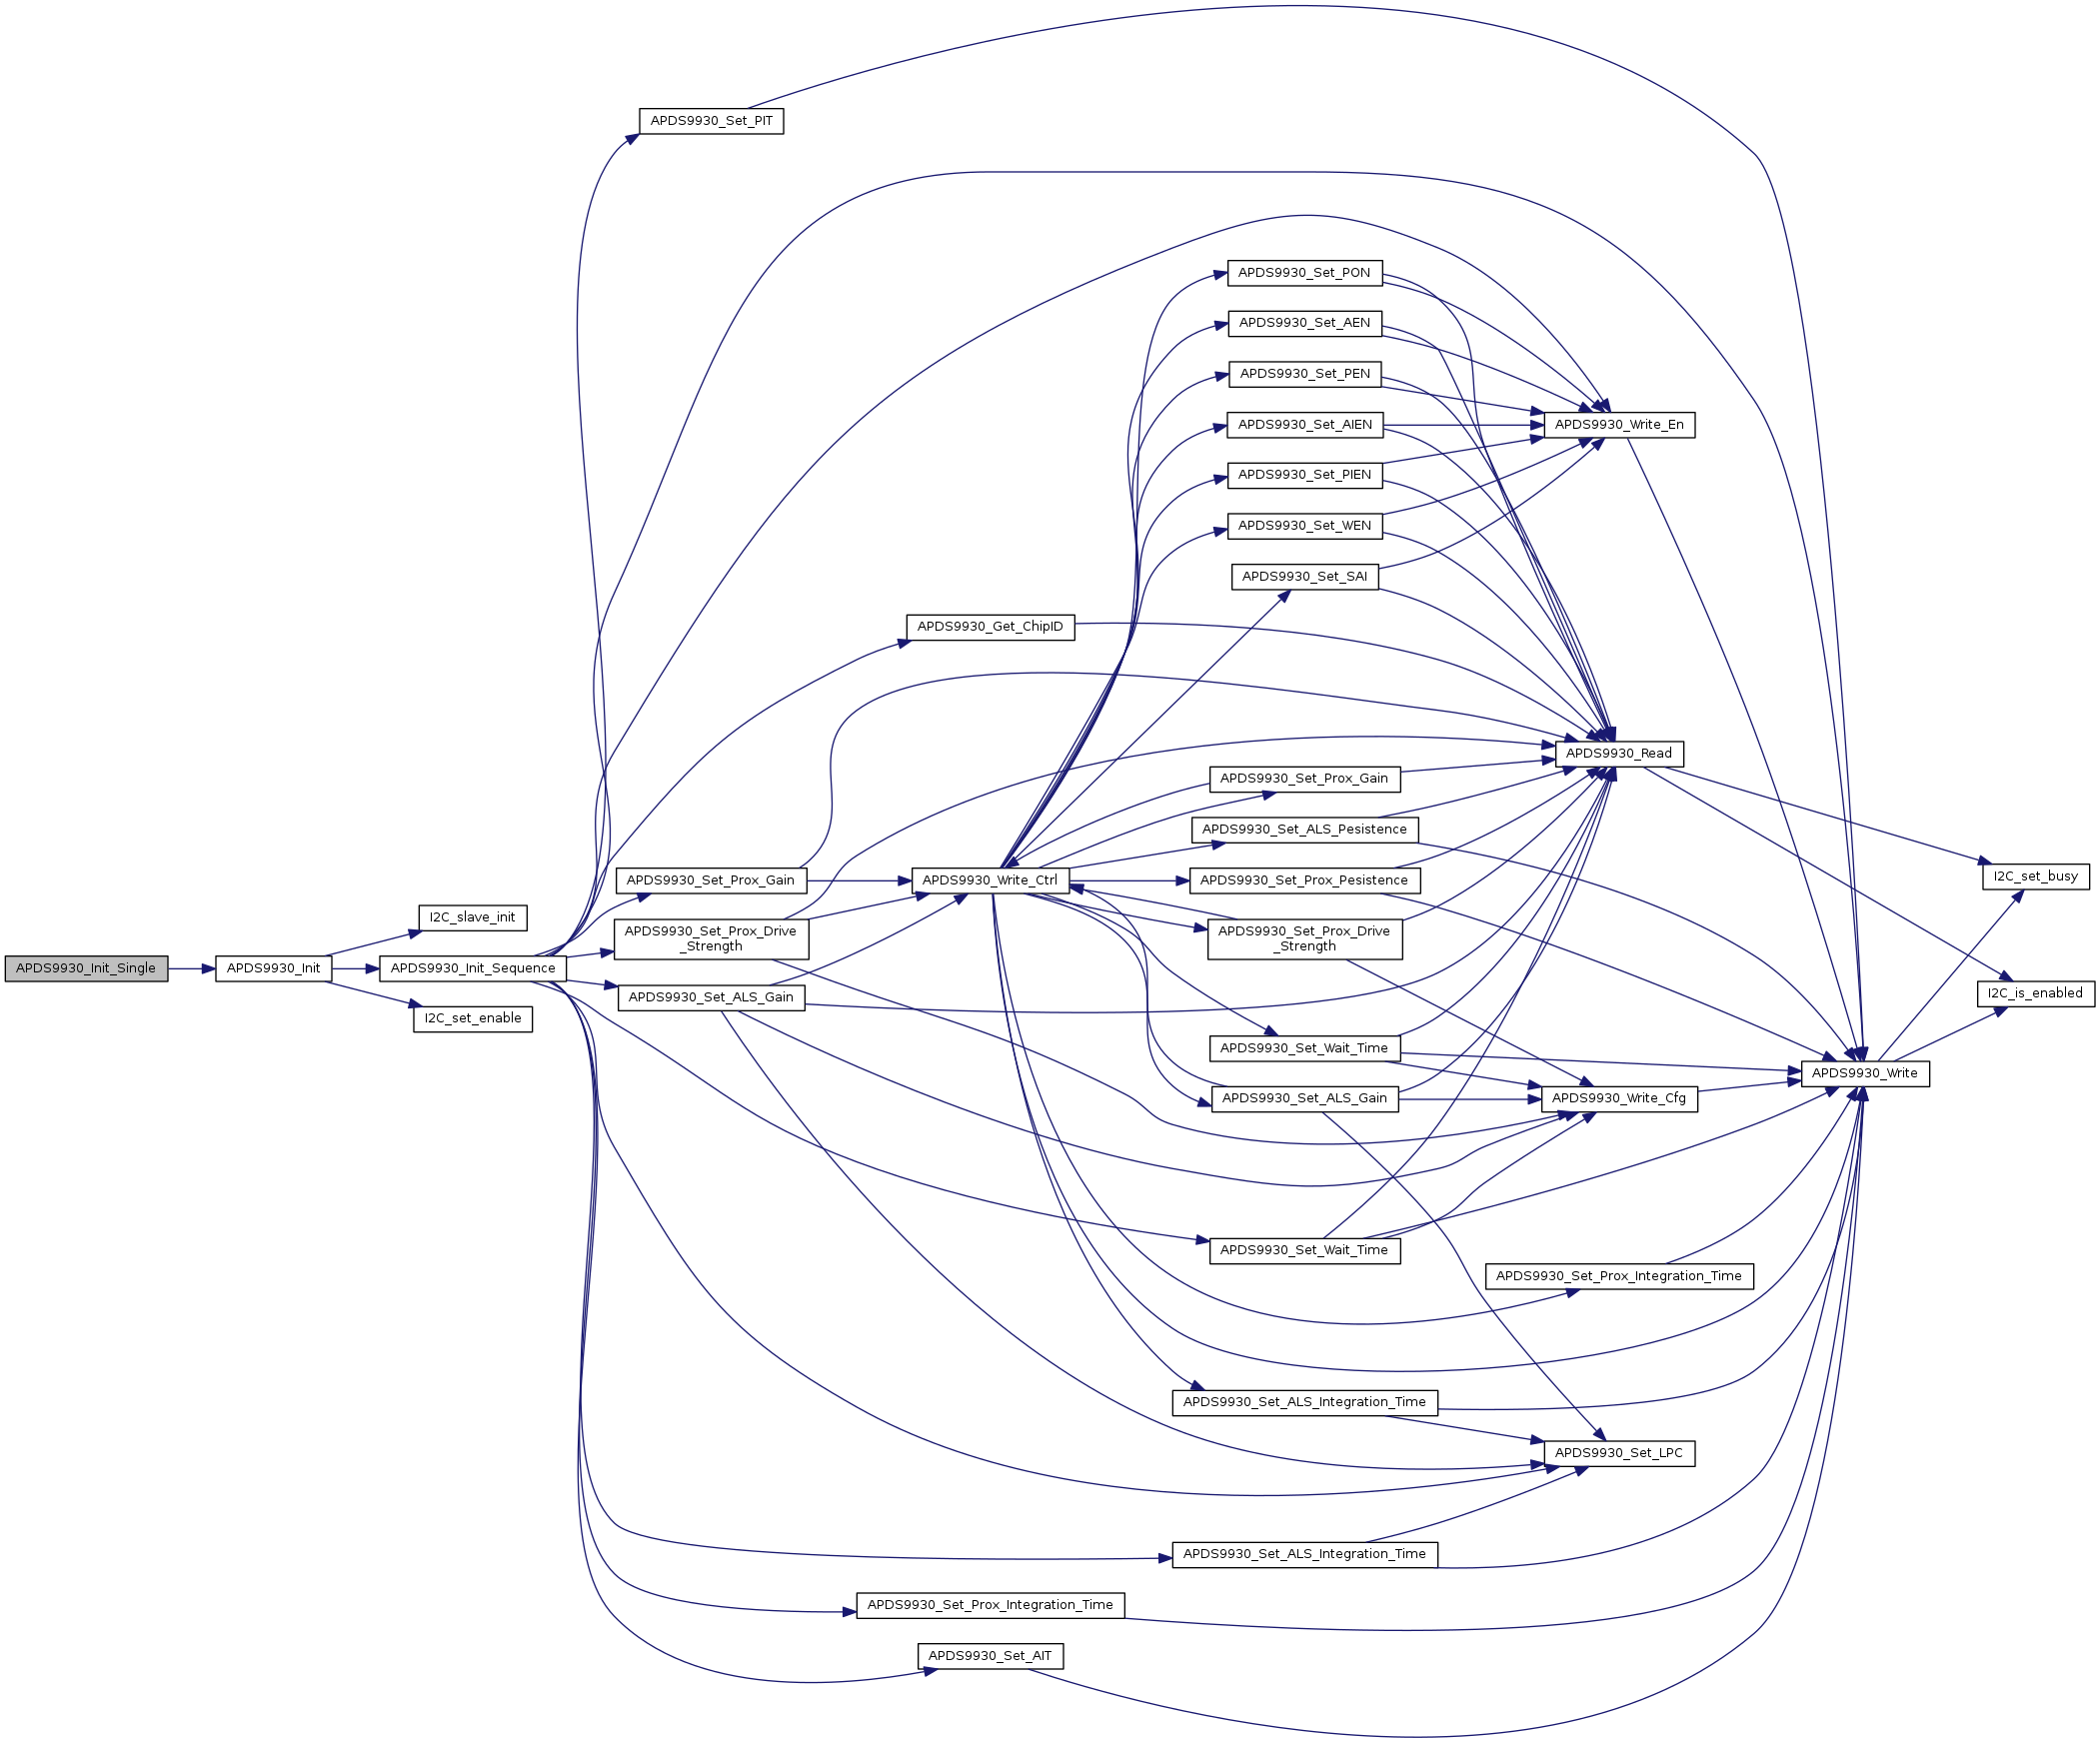 APDS9930_Set_PIT
APDS9930_Set_PON
APDS9930_Set_AEN
APDS9930_Set_PEN
APDS9930_Set_AIEN
APDS9930_Write_En
APDS9930_Set_PIEN
APDS9930_Set_WEN
APDS9930_Set_SAI
APDS9930_Get_ChipID
APDS9930_Read
APDS9930_Set_Prox_Gain
APDS9930_Set_ALS_Pesistence
I2C_set_busy
APDS9930_Set_Prox_Gain
APDS9930_Write_Ctrl
APDS9930_Set_Prox_Pesistence
I2C_slave_init
APDS9930_Set_Prox_Drive
_Strength
APDS9930_Set_Prox_Drive
_Strength
APDS9930_Init_Single
APDS9930_Init
APDS9930_Init_Sequence
APDS9930_Set_ALS_Gain
I2C_is_enabled
I2C_set_enable
APDS9930_Set_Wait_Time
APDS9930_Write
APDS9930_Set_ALS_Gain
APDS9930_Write_Cfg
APDS9930_Set_Wait_Time
APDS9930_Set_Prox_Integration_Time
APDS9930_Set_ALS_Integration_Time
APDS9930_Set_LPC
APDS9930_Set_ALS_Integration_Time
APDS9930_Set_Prox_Integration_Time
APDS9930_Set_AIT